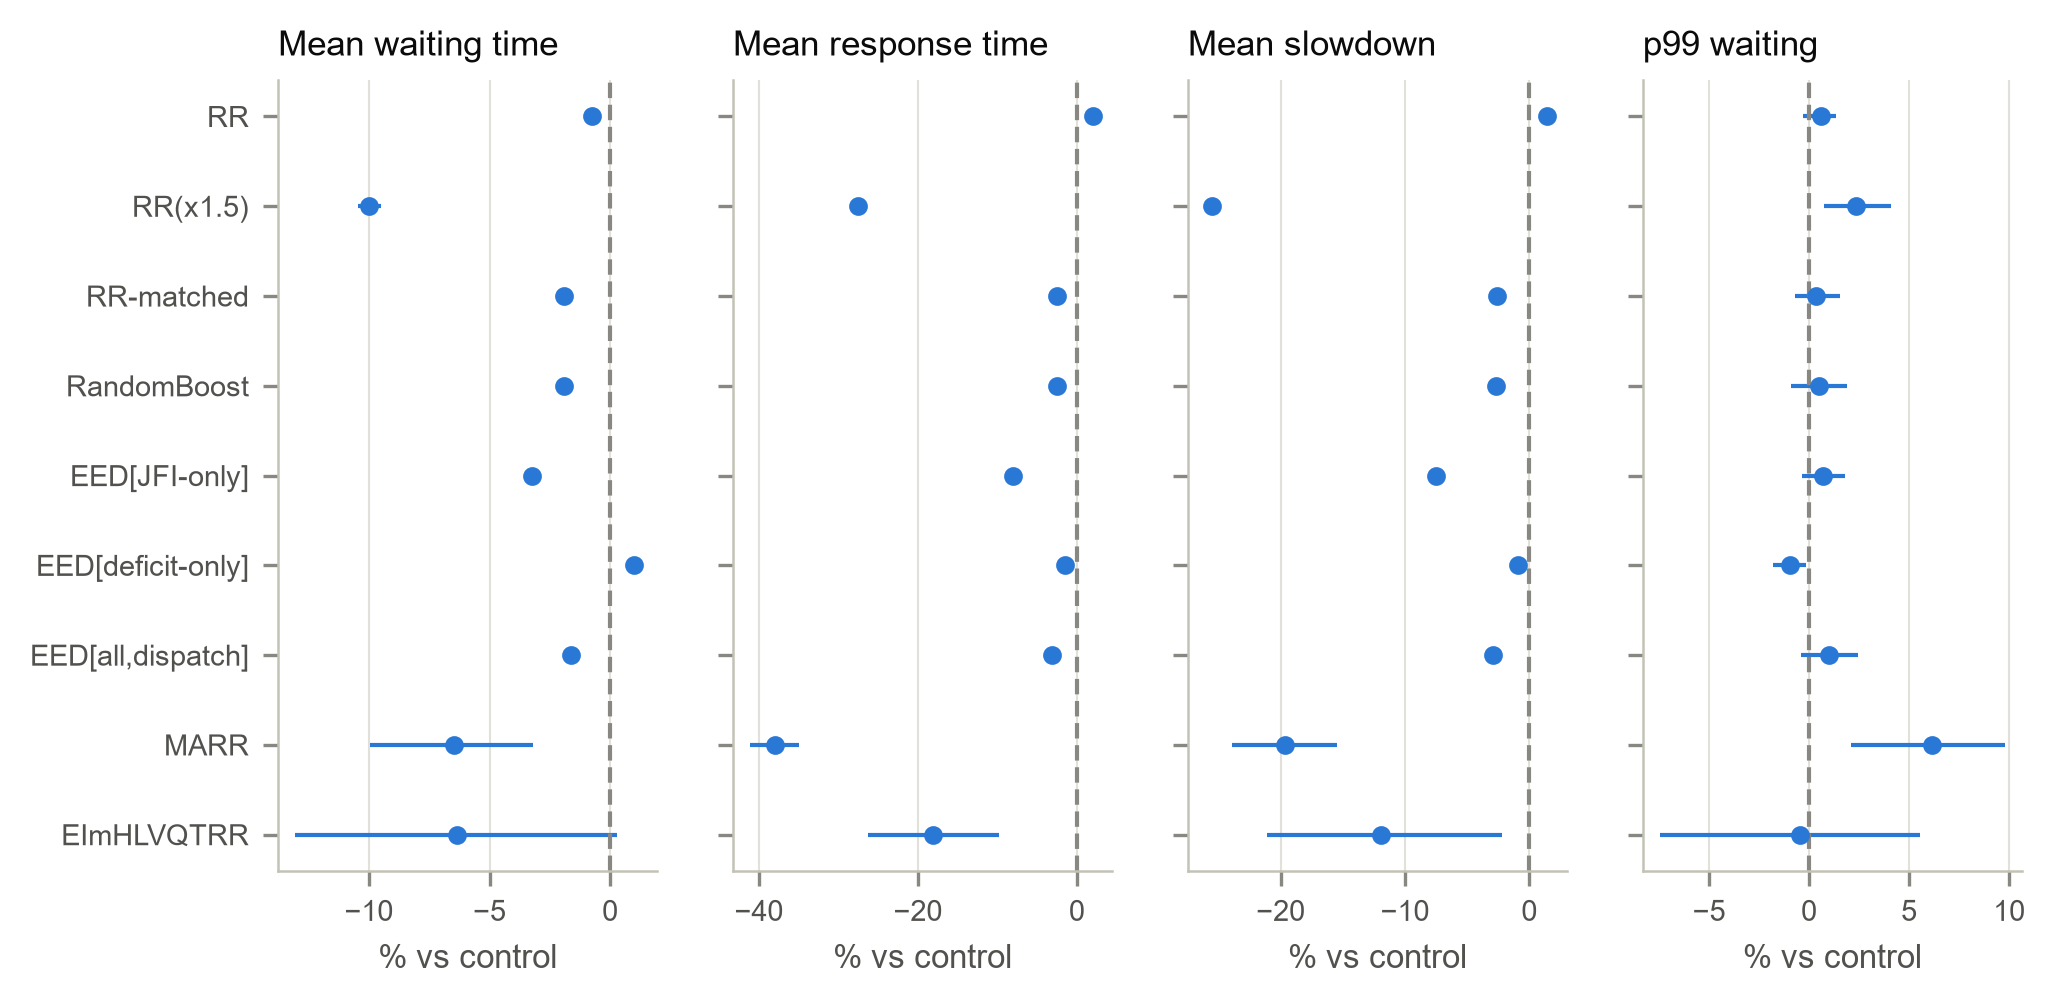 Mean waiting time
Mean response time
Mean slowdown
p99 waiting
RR
RR(x1.5)
RR-matched
RandomBoost
EED[JFI-only]
EED[deficit-only]
EED[all,dispatch]
MARR
EImHLVQTRR
−10 −5 0
−40 −20 0
−20 −10 0
−5 0 5 10
% vs control
% vs control
% vs control
% vs control